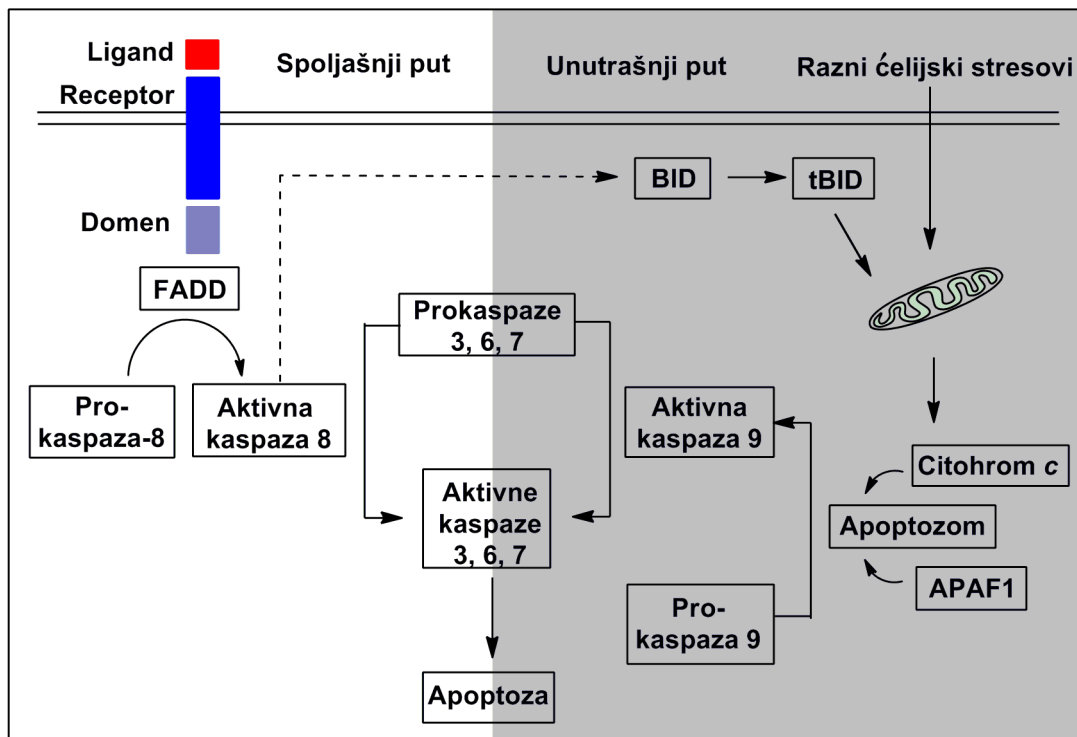 Ligand
Spoljašnji put
Unutrašnji put
Razni ćelijski stresovi
Receptor
BID
tBID
Domen
FADD
Prokaspaze
3, 6, 7
Pro-
kaspaza-8
Aktivna
kaspaza 8
Aktivna
kaspaza 9
Citohrom c
Aktivne
kaspaze
3, 6, 7
Apoptozom
APAF1
Pro-
kaspaza 9
Apoptoza